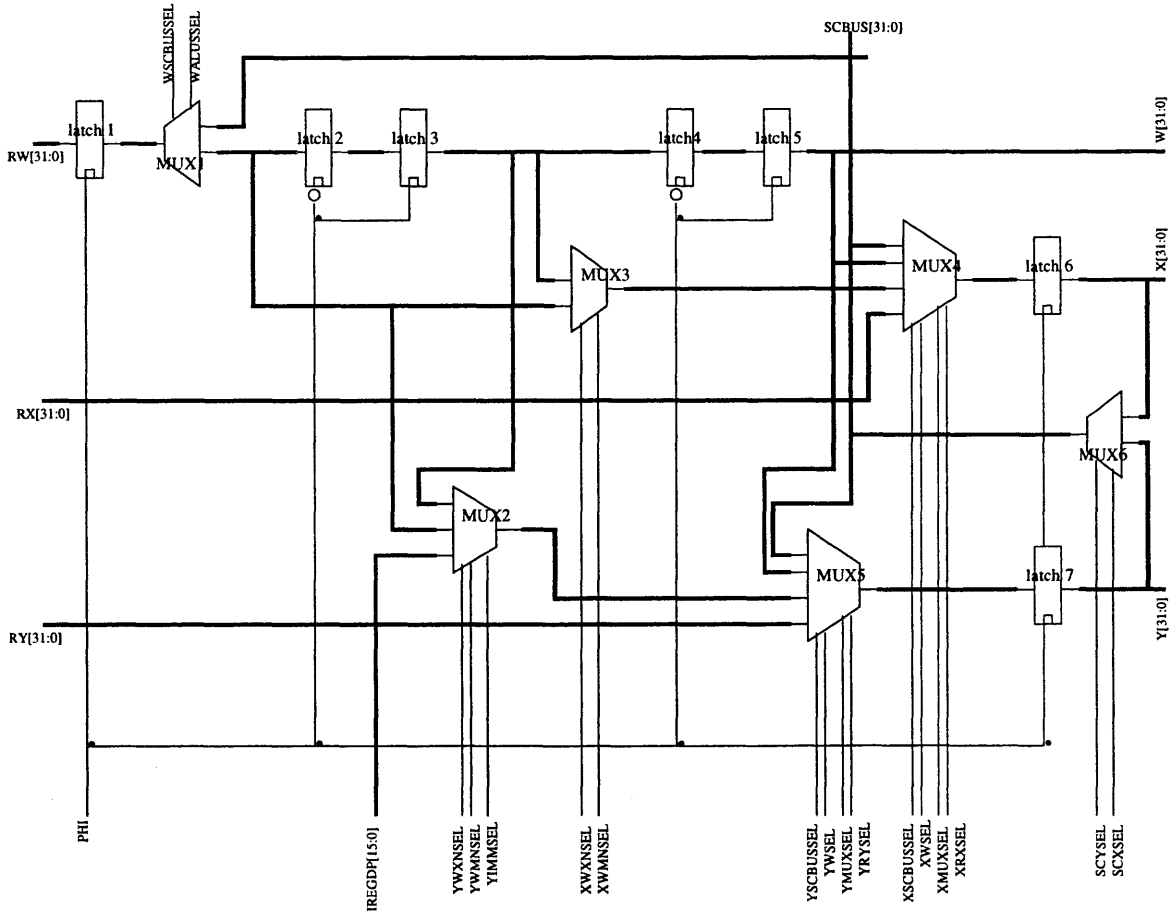 SCBUS[31:0]
WSCBUSSEL
WALUSSEL
latch 1
latch 2
latch 3
latch4
latch 5
W[31:0]
RW[31:0]
MUX1
MUX3
MUX4
latch 6
X[31:0]
RX[31:0]
MUX6
MUX2
MUX5
latch 7
RY[31:0]
Y[31:0]
PHI
IREGDP[15:0]
YWXNSEL
YWMNSEL
YIMMSEL
XWXNSEL
XWMNSEL
YSCBUSSEL
YWSEL
YMUXSEL
YRYSEL
XSCBUSSEL
XWSEL
XMUXSEL
XRXSEL
SCYSEL
SCXSEL